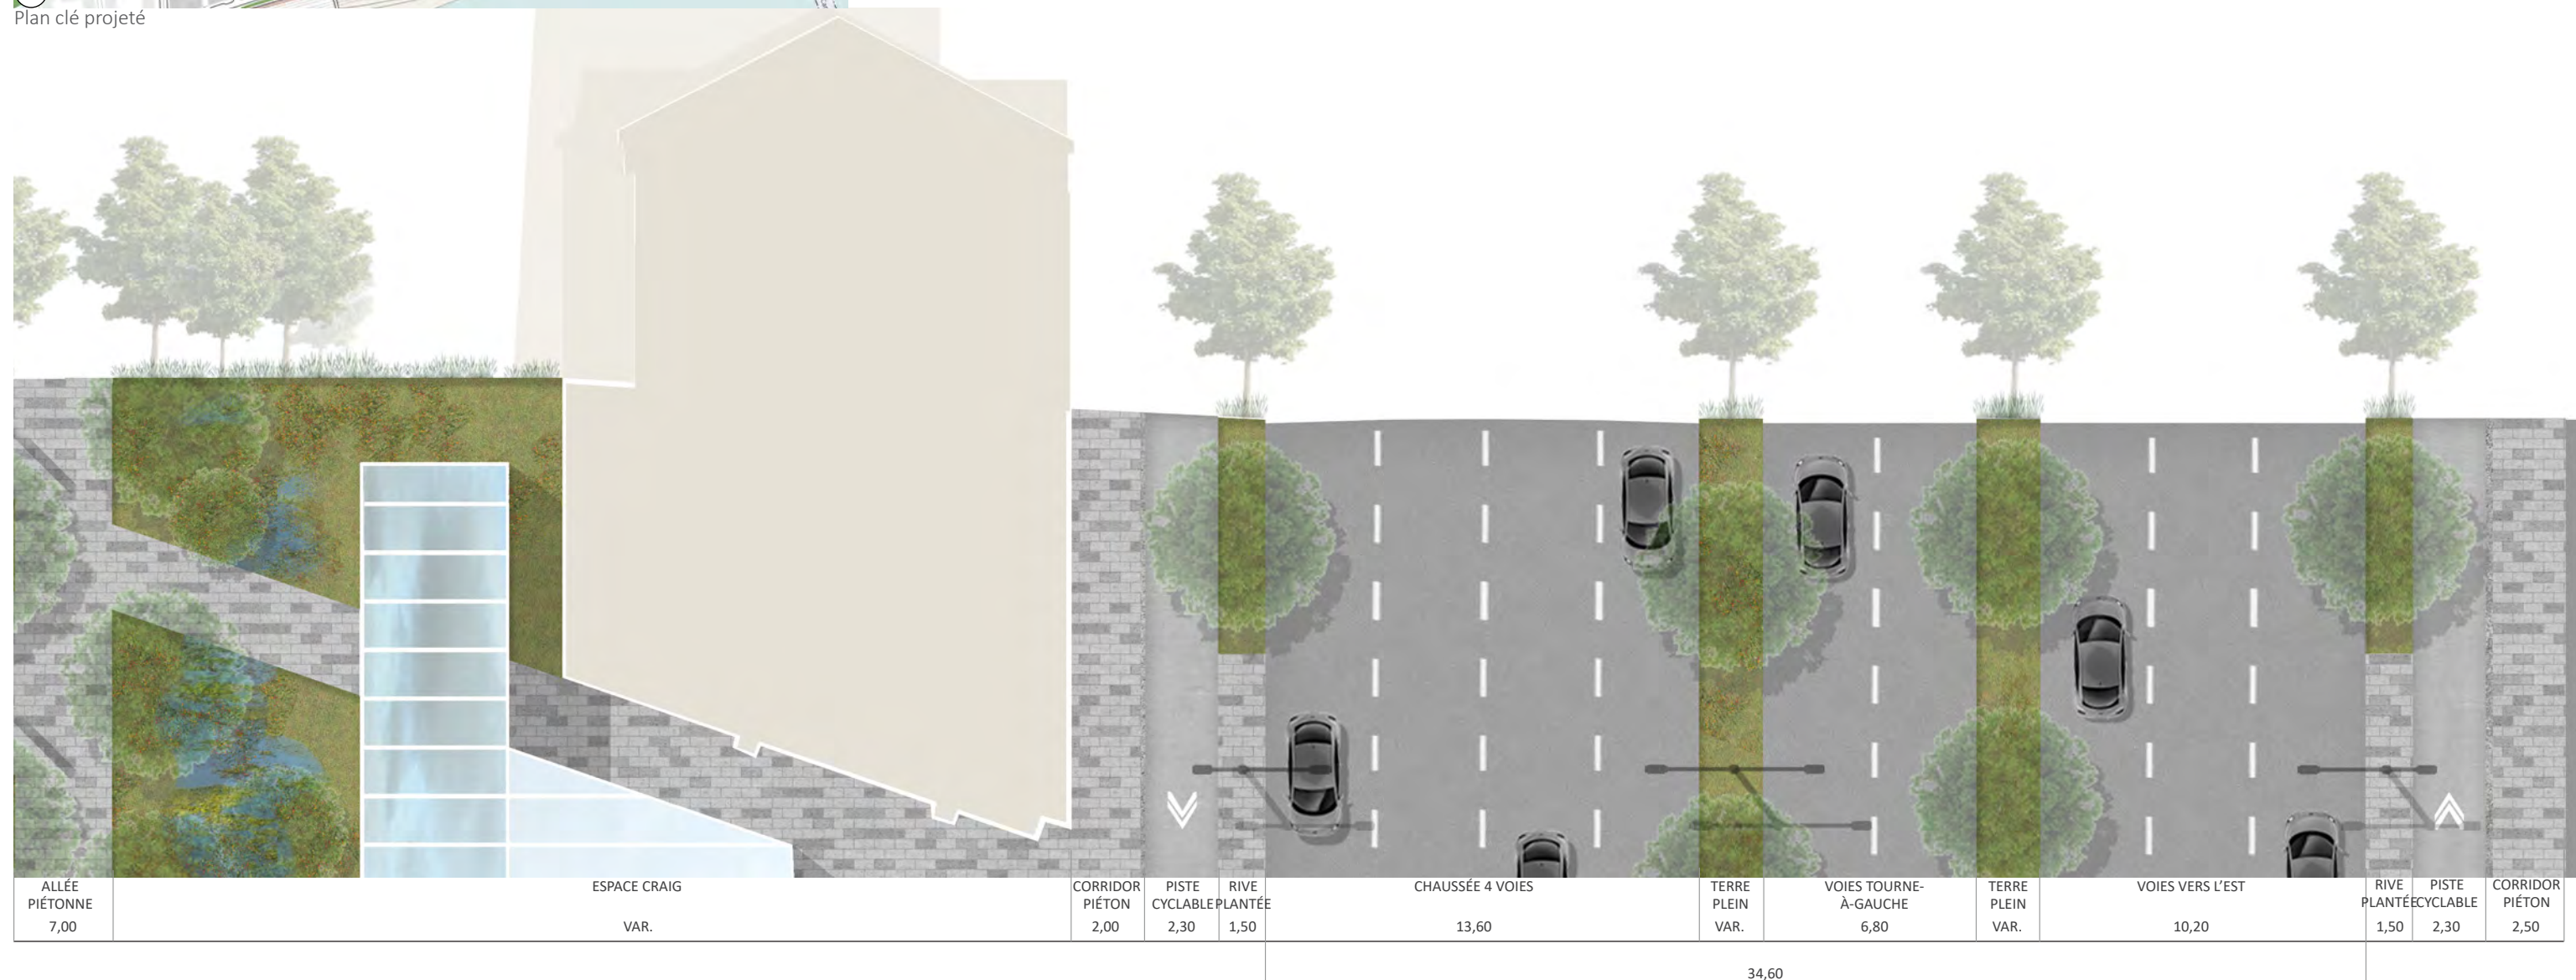 Plan clé projeté
ALLÉE
PIÉTONNE
7,00
ESPACE CRAIG
VAR.
CORRIDOR
PIÉTON
2,00
PISTE
CYCLABLE
2,30
RIVE
PLANTÉE
1,50
CHAUSSÉE 4 VOIES
13,60
TERRE
PLEIN
VAR.
VOIES TOURNE-
À-GAUCHE
6,80
TERRE
PLEIN
VAR.
VOIES VERS L'EST
10,20
RIVE
PLANTÉE
1,50
PISTE
CYCLABLE
2,30
CORRIDOR
PIÉTON
2,50
34,60